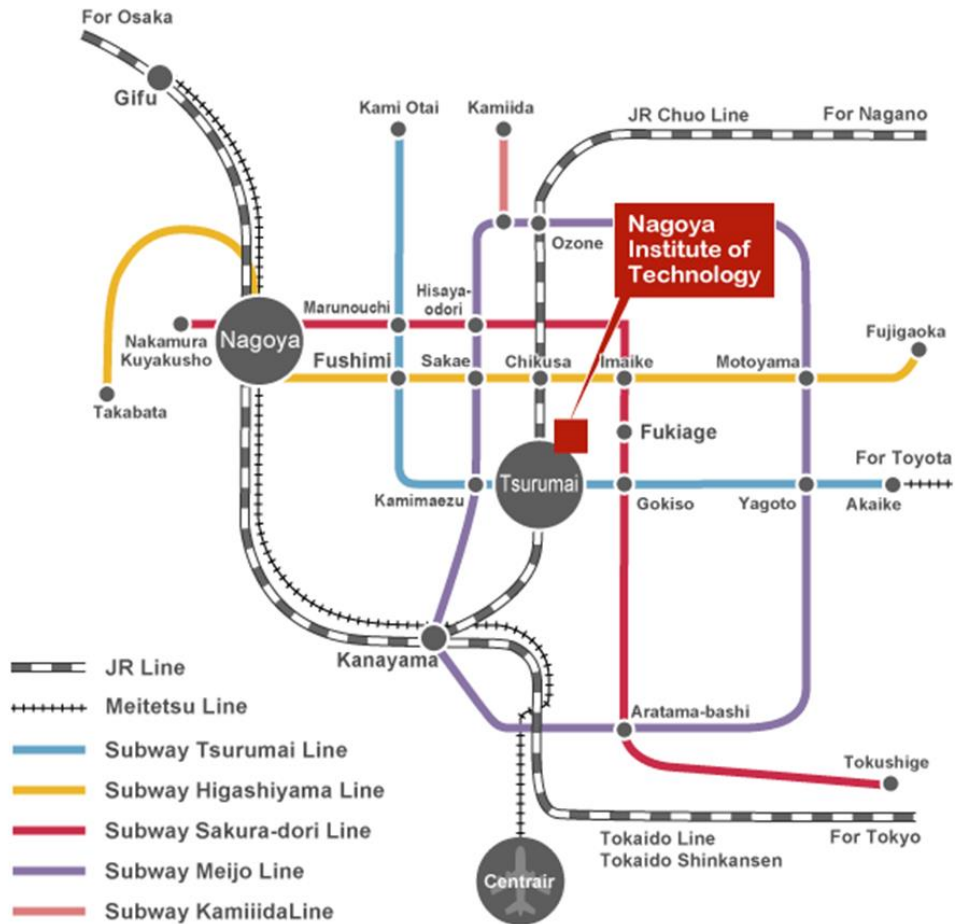 For Osaka
Gifu
Kami Otai
Kamiida
JR Chuo Line
For Nagano
Ozone
Nagoya
Institute of
Technology
Hisaya-
odori
Marunouchi
Nagoya
Nakamura
Kuyakusho
Fujigaoka
Fushimi
Sakae
Chikusa
Imaike
Motoyama
Takabata
Fukiage
For Toyota
Tsurumai
Kamimaezu
Gokiso
Yagoto
Akaike
Kanayama
JR Line
Meitetsu Line
Subway Tsurumai Line
Subway Higashiyama Line
Subway Sakura-dori Line
Subway Meijo Line
Subway KamiiidaLine
Aratama-bashi
Tokushige
Tokaido Line
Tokaido Shinkansen
For Tokyo
Centrair